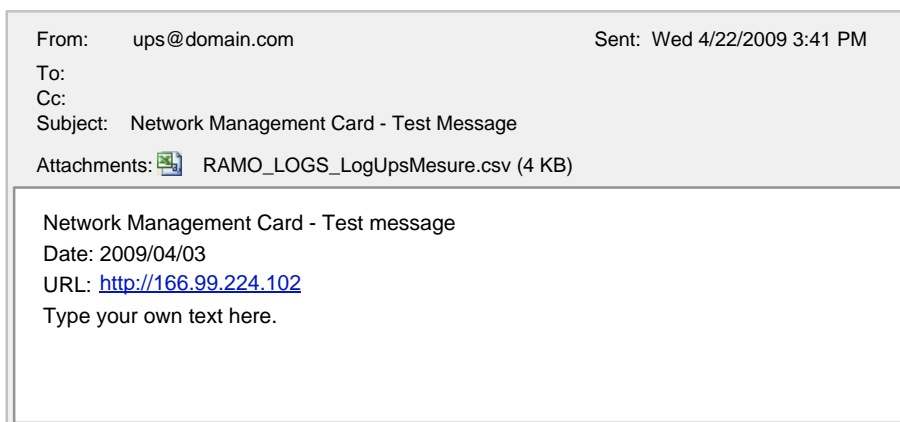 From: ups@domain.com Sent: Wed 4/22/2009 3:41 PM
To:
Cc:
Subject: Network Management Card - Test Message
Attachments: RAMO_LOGS_LogUpsMesure.csv (4 KB)
Network Management Card - Test message
Date: 2009/04/03
URL: http://166.99.224.102
Type your own text here.